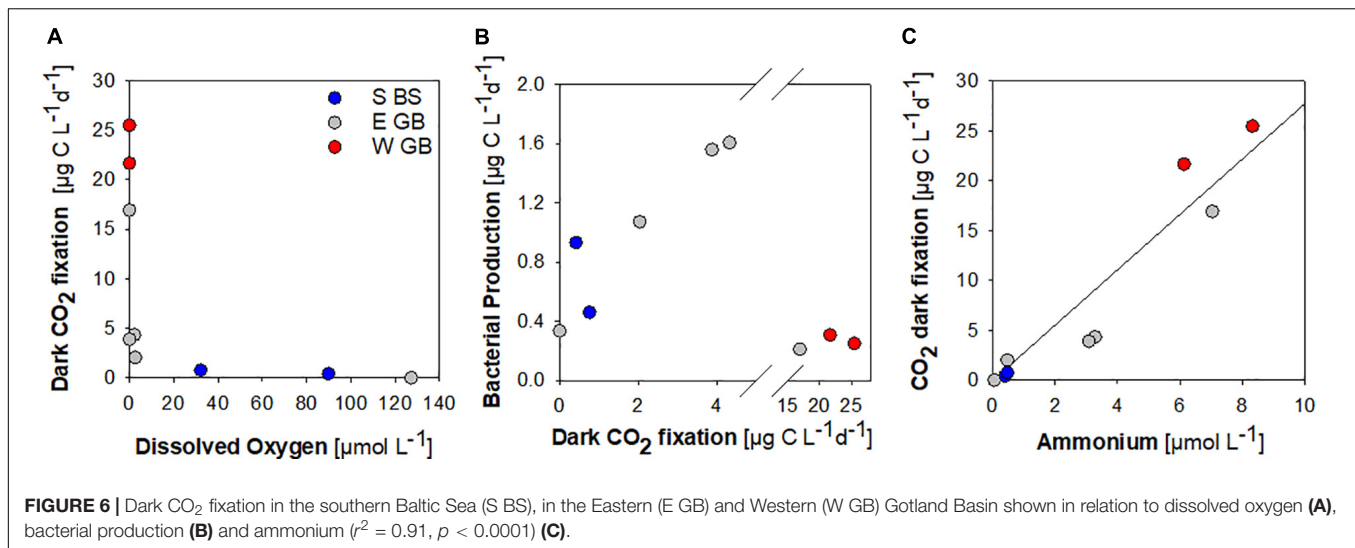 A
Dark CO₂ fixation [µg C L⁻¹d⁻¹]
30
25
20
15
10
5
0
S BS
E GB
W GB
0 20 40 60 80 100 120 140
Dissolved Oxygen [µmol L⁻¹]
B
Bacterial Production [µg C L⁻¹d⁻¹]
2.0
1.6
1.2
0.8
0.4
0.0
0 2 4 15 20 25
Dark CO₂ fixation [µg C L⁻¹d⁻¹]
C
CO₂ dark fixation [µg C L⁻¹d⁻¹]
30
25
20
15
10
5
0
0 2 4 6 8 10
Ammonium [µmol L⁻¹]
FIGURE 6 | Dark CO₂ fixation in the southern Baltic Sea (S BS), in the Eastern (E GB) and Western (W GB) Gotland Basin shown in relation to dissolved oxygen (A),
bacterial production (B) and ammonium (r² = 0.91, p < 0.0001) (C).